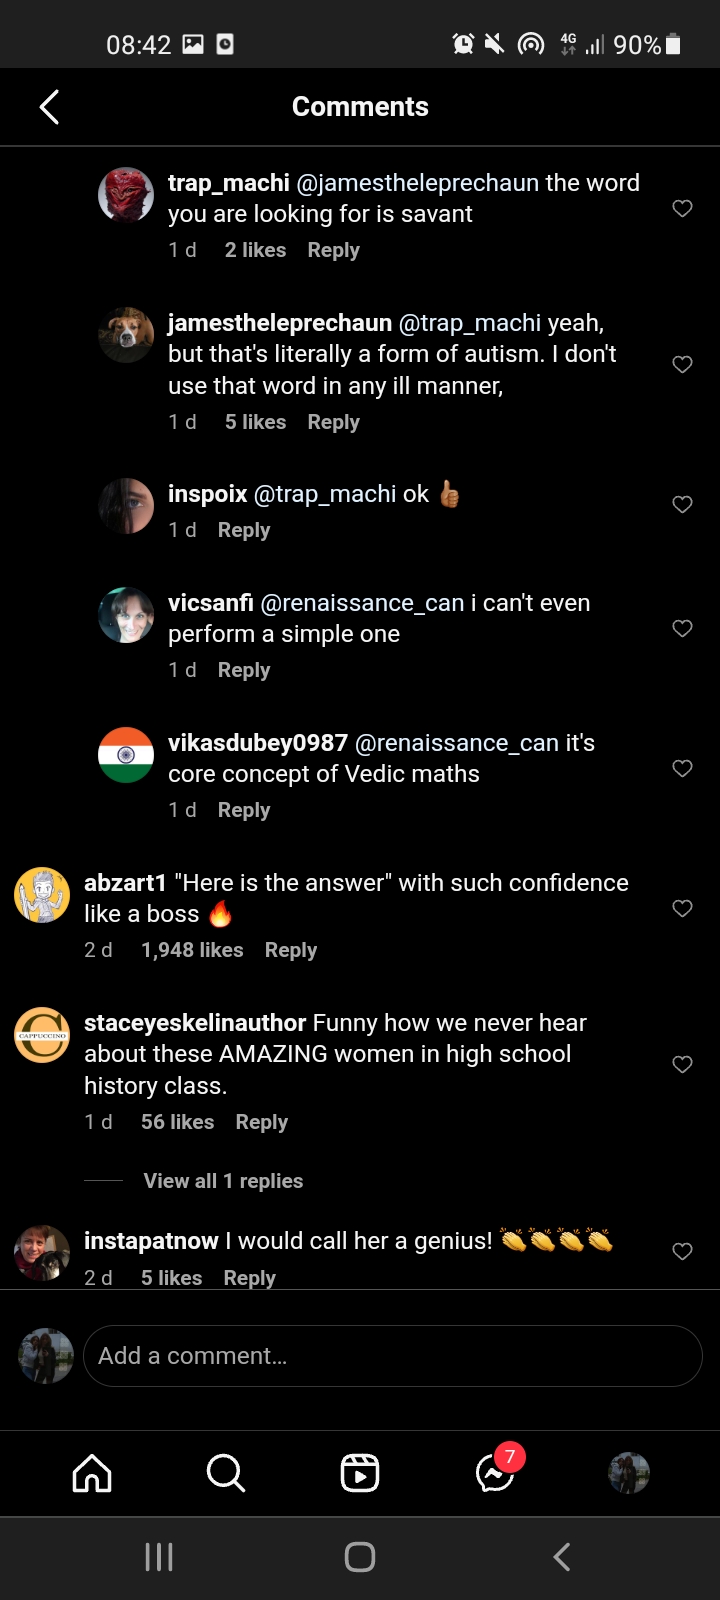 08:42
4G
90%
Comments
trap_machi @jamestheleprechaun the word
you are looking for is savant
1 d 2 likes Reply
jamestheleprechaun @trap_machi yeah,
but that's literally a form of autism. I don't
use that word in any ill manner,
1 d 5 likes Reply
inspoix @trap_machi ok 👍🏾
1 d Reply
vicsanfi @renaissance_can i can't even
perform a simple one
1 d Reply
vikasdubey0987 @renaissance_can it's
core concept of Vedic maths
1 d Reply
abzart1 "Here is the answer" with such confidence
like a boss 🔥
2 d 1,948 likes Reply
CAPPUCCINO
staceyeskelinauthor Funny how we never hear
about these AMAZING women in high school
history class.
1 d 56 likes Reply
View all 1 replies
instapatnow I would call her a genius! 👏👏👏👏
2 d 5 likes Reply
Add a comment...
7